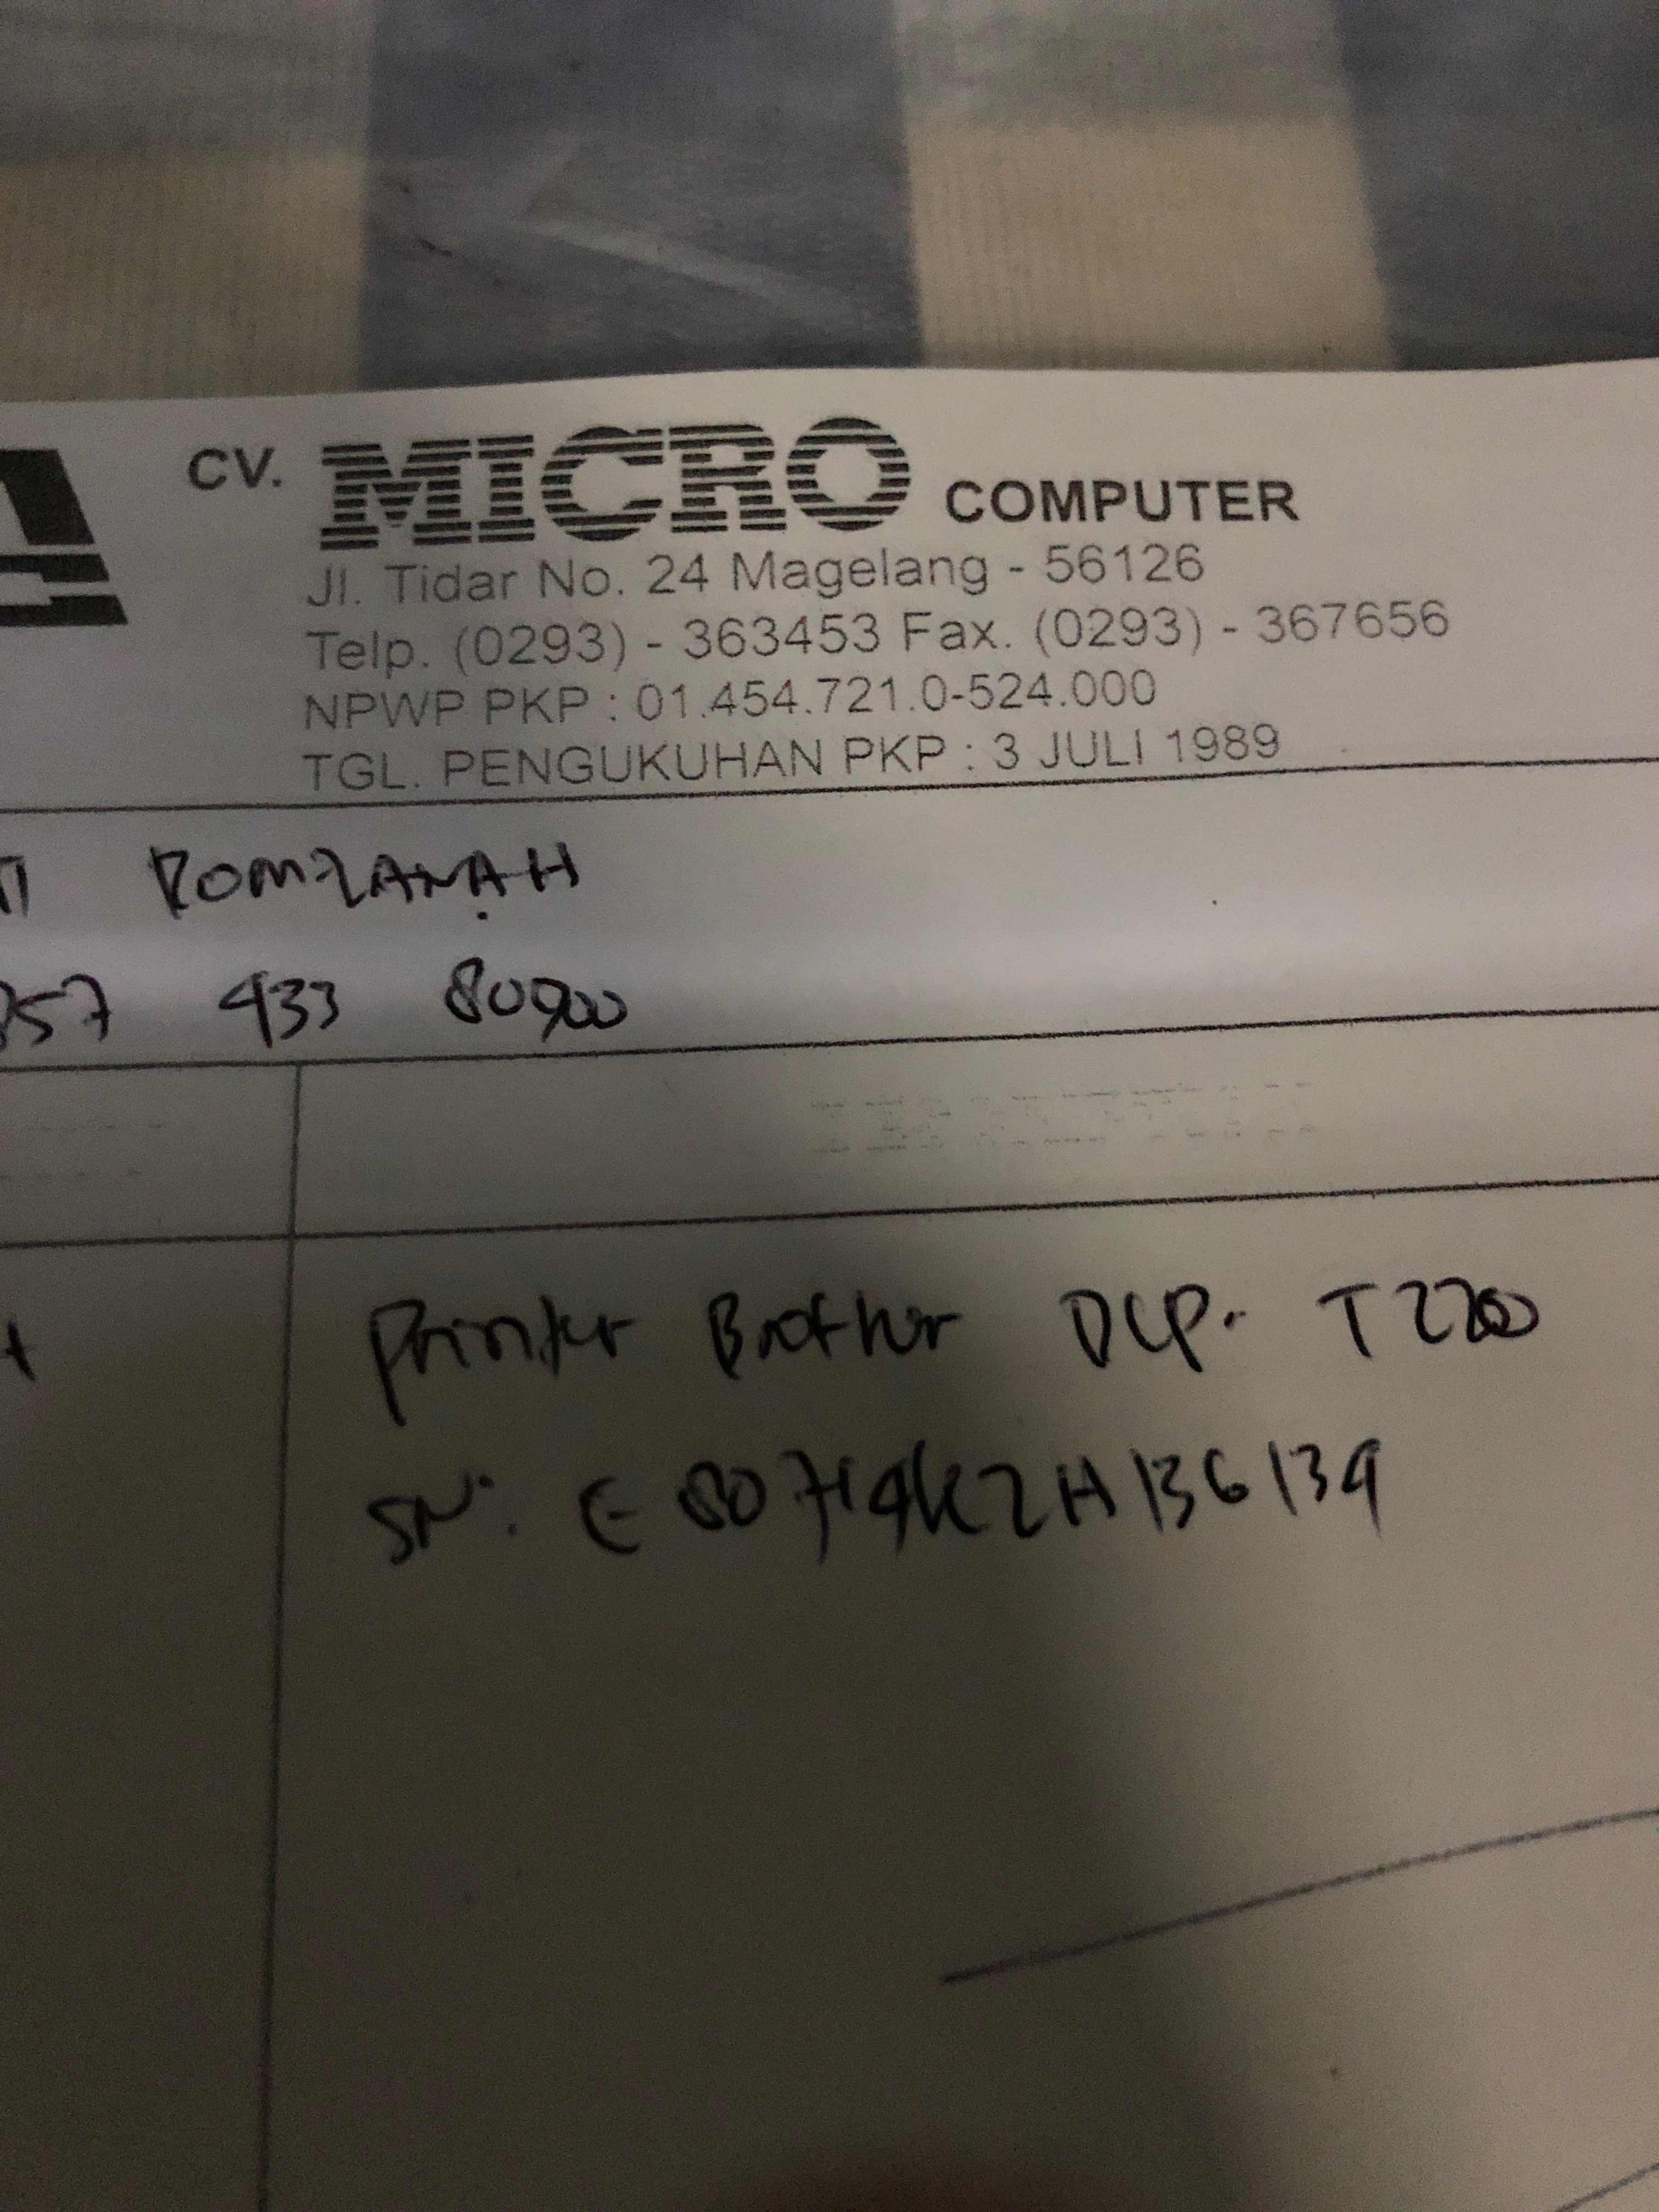 CV. MICRO COMPUTER
Jl. Tidar No. 24 Magelang - 56126
Telp. (0293) - 363453 Fax. (0293) - 367656
NPWP PKP : 01.454.721.0-524.000
TGL. PENGUKUHAN PKP : 3 JULI 1989
ROMZANAH
857 433 80900
Printer Brother DCP- T220
SN: